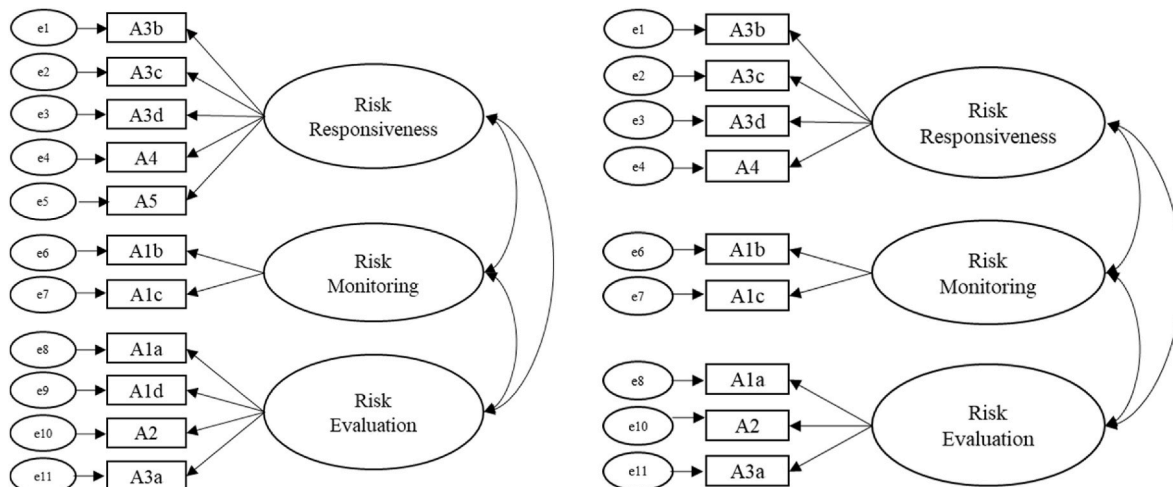 e1 A3b
e2 A3c
e3 A3d
e4 A4
e5 A5
Risk
Responsiveness
e6 A1b
e7 A1c
Risk
Monitoring
e8 A1a
e9 A1d
e10 A2
e11 A3a
Risk
Evaluation
e1 A3b
e2 A3c
e3 A3d
e4 A4
Risk
Responsiveness
e6 A1b
e7 A1c
Risk
Monitoring
e8 A1a
e10 A2
e11 A3a
Risk
Evaluation